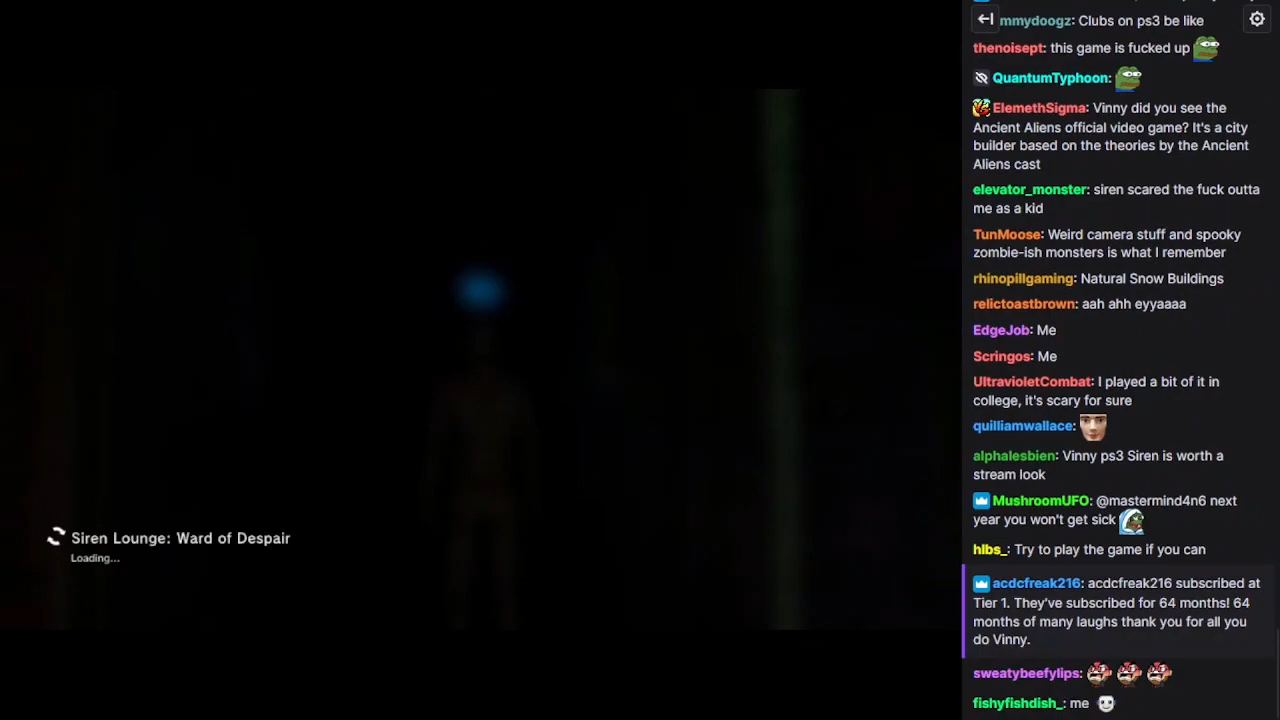 mmydoogz: Clubs on ps3 be like
thenoisept: this game is fucked up
QuantumTyphoon:
ElemethSigma: Vinny did you see the
Ancient Aliens official video game? It's a city
builder based on the theories by the Ancient
Aliens cast
elevator_monster: siren scared the fuck outta
me as a kid
TunMoose: Weird camera stuff and spooky
zombie-ish monsters is what I remember
rhinopillgaming: Natural Snow Buildings
relictoastbrown: aah ahh eyyaaaa
EdgeJob: Me
Scringos: Me
UltravioletCombat: I played a bit of it in
college, it's scary for sure
quilliamwallace:
alphalesbien: Vinny ps3 Siren is worth a
stream look
MushroomUFO: @mastermind4n6 next
year you won't get sick
hlbs_: Try to play the game if you can
acdcfreak216: acdcfreak216 subscribed at
Tier 1. They've subscribed for 64 months! 64
months of many laughs thank you for all you
do Vinny.
sweatybeefylips:
fishyfishdish_: me
Siren Lounge: Ward of Despair
Loading...